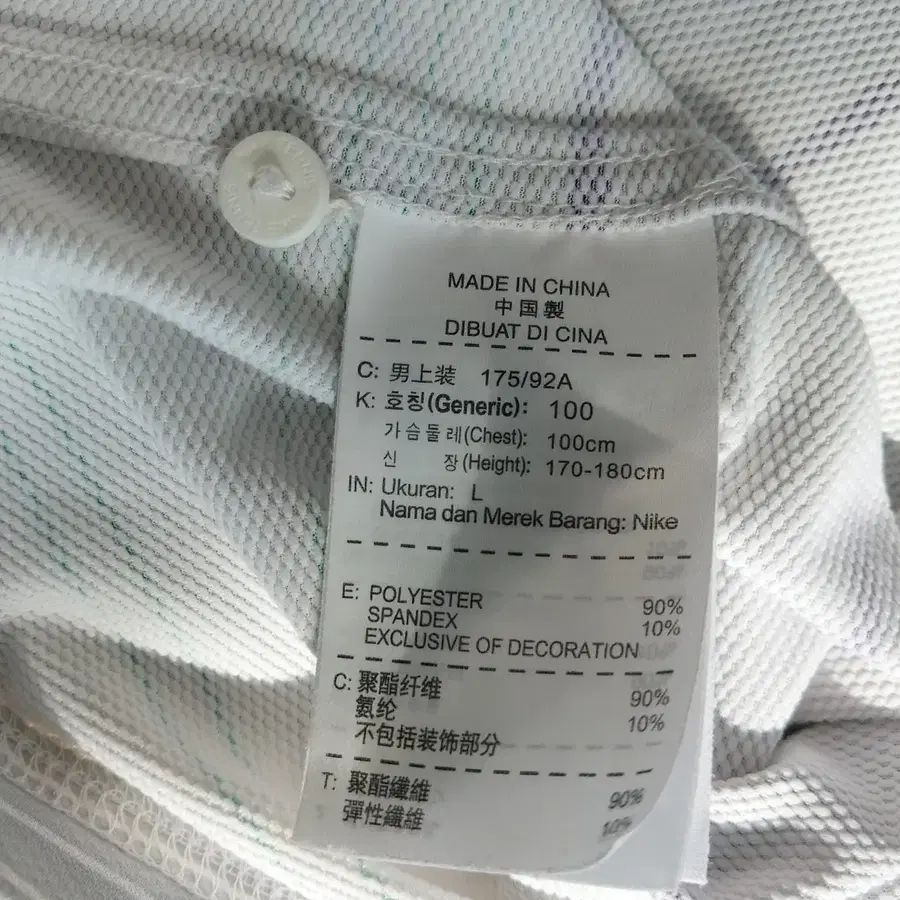 MADE IN CHINA
中国製
DIBUAT DI CINA
C: 男上装 175/92A
K: 호칭(Generic): 100
가슴둘레(Chest): 100cm
신 장(Height): 170-180cm
IN: Ukuran: L
Nama dan Merek Barang: Nike
E: POLYESTER 90%
SPANDEX 10%
EXCLUSIVE OF DECORATION
C: 聚酯纤维 90%
氨纶 10%
不包括装饰部分
T: 聚酯纖維 90%
彈性纖維 10%